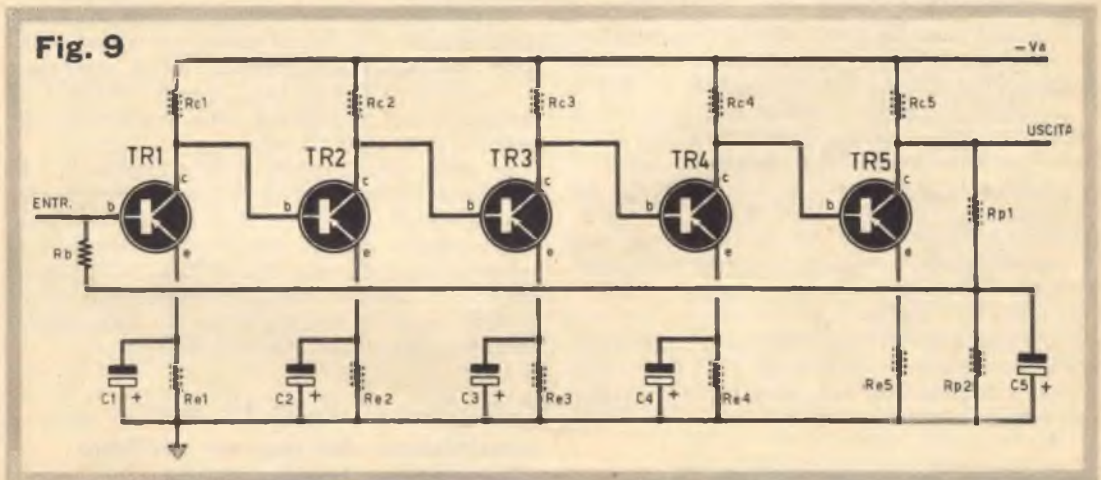 Fig. 9
– Va
Rc1
Rc2
Rc3
Rc4
Rc5
USCITA
TR1
TR2
TR3
TR4
TR5
c
c
c
c
c
ENTR.
b
b
b
b
b
Rp1
Rb
e
e
e
e
e
C1
+
Re1
C2
+
Re2
C3
+
Re3
C4
+
Re4
Re5
Rp2
C5
+